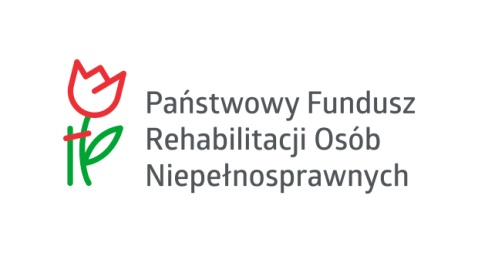 Państwowy Fundusz
Rehabilitacji Osób
Niepełnosprawnych